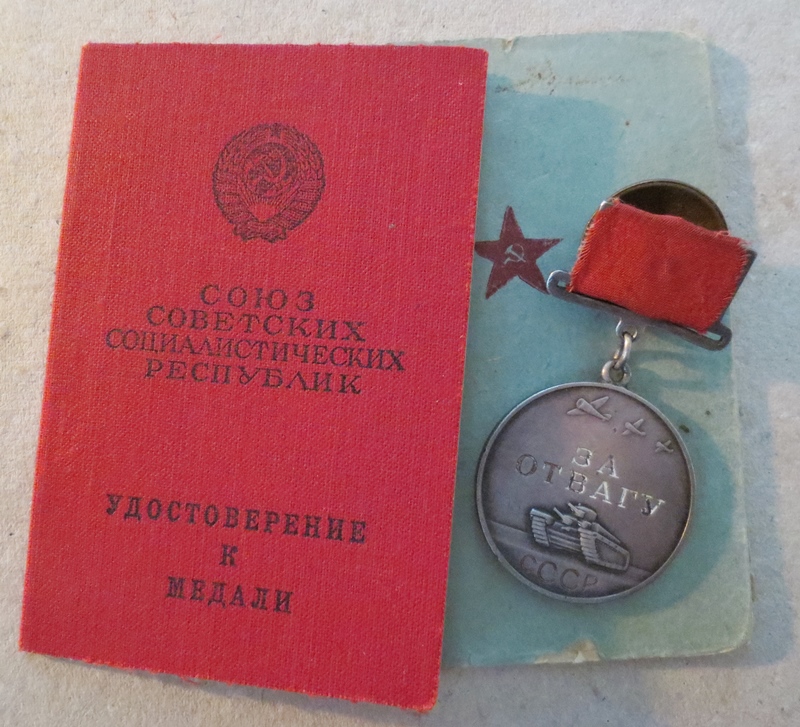 СОЮЗ
СОВЕТСКИХ
СОЦИАЛИСТИЧЕСКИХ
РЕСПУБЛИК
УДОСТОВЕРЕНИЕ
К
МЕДАЛИ
ЗА
ОТВАГУ
СССР